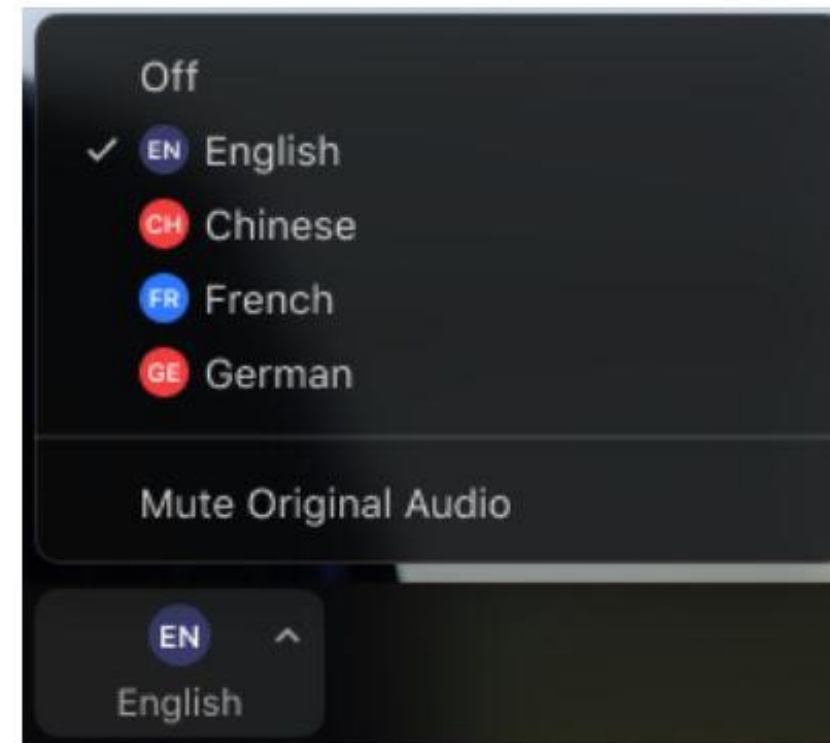 Off
EN English
CH Chinese
FR French
GE German
Mute Original Audio
EN
English